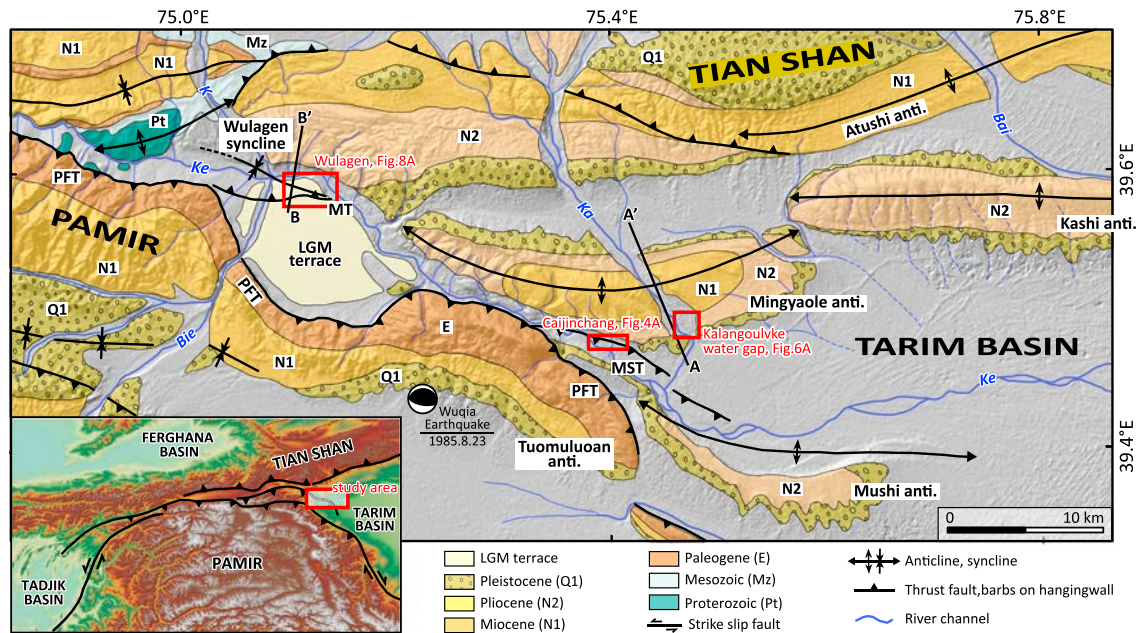 75.0°E
75.4°E
75.8°E
N1
Mz
N1
Q1
TIAN SHAN
N1
K
B'
Pt
Wulagen
syncline
N2
Atushi anti.
Bai
Ke
Wulagen, Fig.8A
39.6°E
PFT
B
MT
Ka
A'
N2
Kashi anti.
PAMIR
LGM
terrace
N1
PFT
N2
N1
Mingyaole anti.
Q1
Bie
E
Caijinchang, Fig.4A
Kalangoulvke
water gap, Fig.6A
TARIM BASIN
N1
Q1
MST
A
PFT
Ke
Wuqia
Earthquake
1985.8.23
Tuomuluoan
anti.
39.4°E
N2
Mushi anti.
0
10 km
FERGHANA
BASIN
TIAN SHAN
study area
TARIM
BASIN
PAMIR
TADJIK
BASIN
LGM terrace
Pleistocene (Q1)
Pliocene (N2)
Miocene (N1)
Paleogene (E)
Mesozoic (Mz)
Proterozoic (Pt)
Strike slip fault
Anticline, syncline
Thrust fault,barbs on hangingwall
River channel